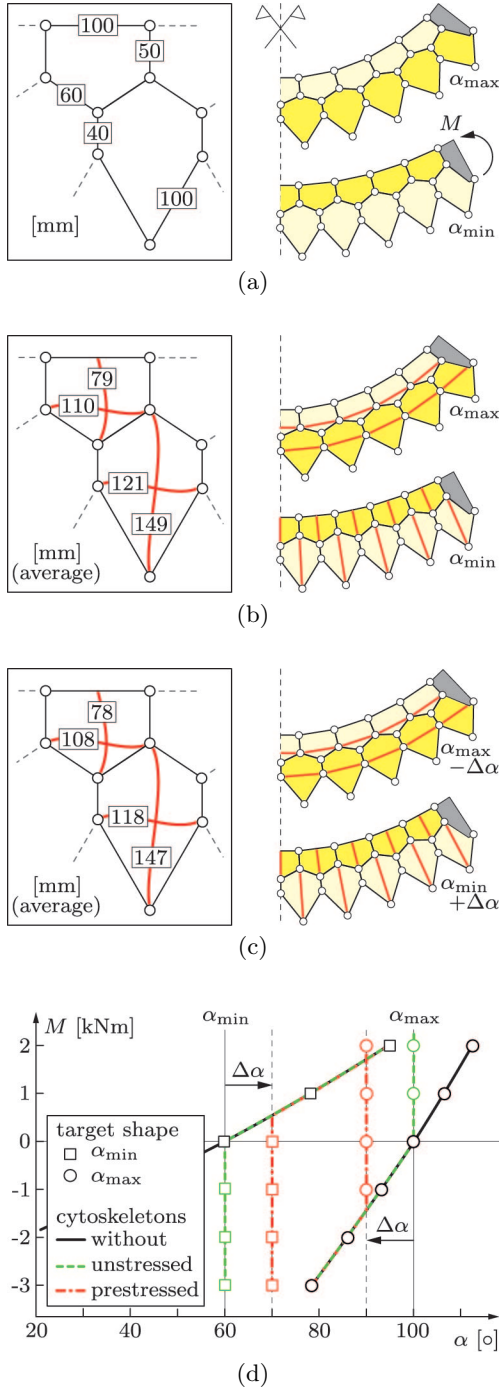 100
50
60
40
100
[mm]
αmax
M
αmin
(a)
79
110
121
149
[mm]
(average)
αmax
αmin
(b)
78
108
118
147
[mm]
(average)
αmax
−Δα
αmin
+Δα
(c)
M [kNm]
αmin
αmax
Δα
Δα
2
1
0
-1
-2
-3
target shape
αmin
αmax
cytoskeletons
without
unstressed
prestressed
20
40
60
80
100
α [○]
(d)